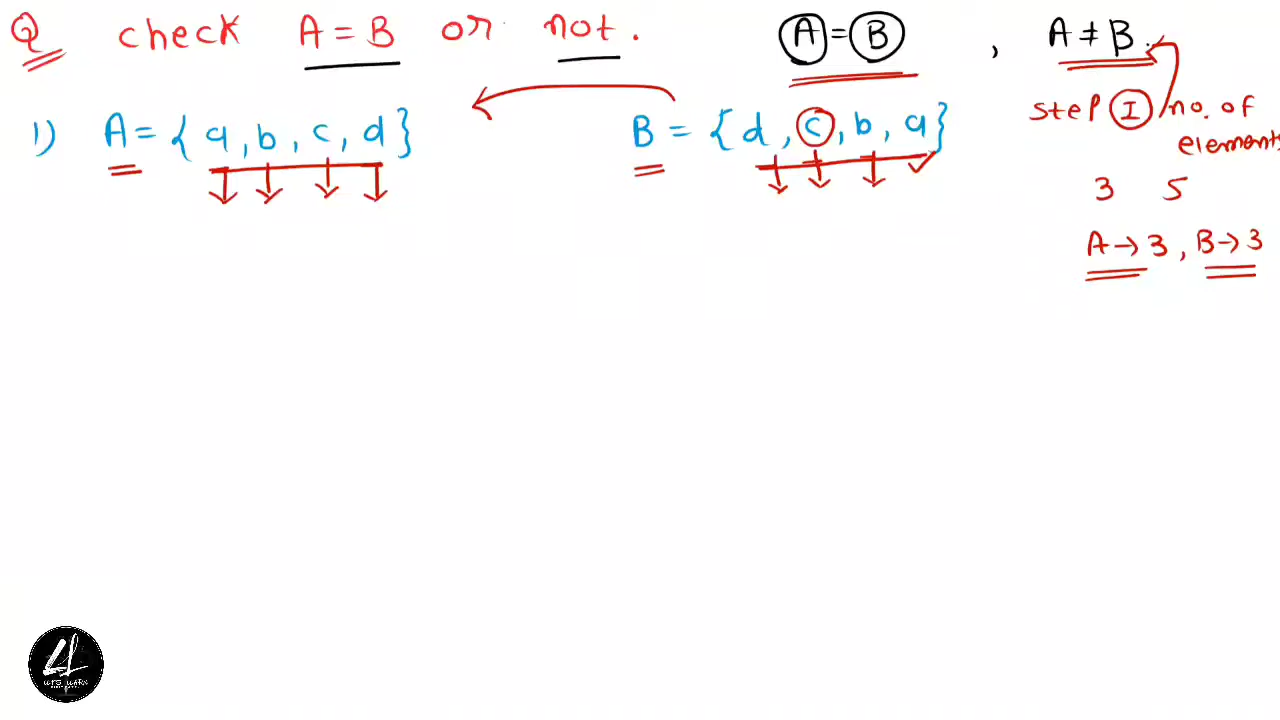 Q check A = B or not. A = B , A ≠ B.
step I no. of
elements
1) A = {a, b, c, d} B = {d, c, b, a}
3 5
A → 3, B → 3